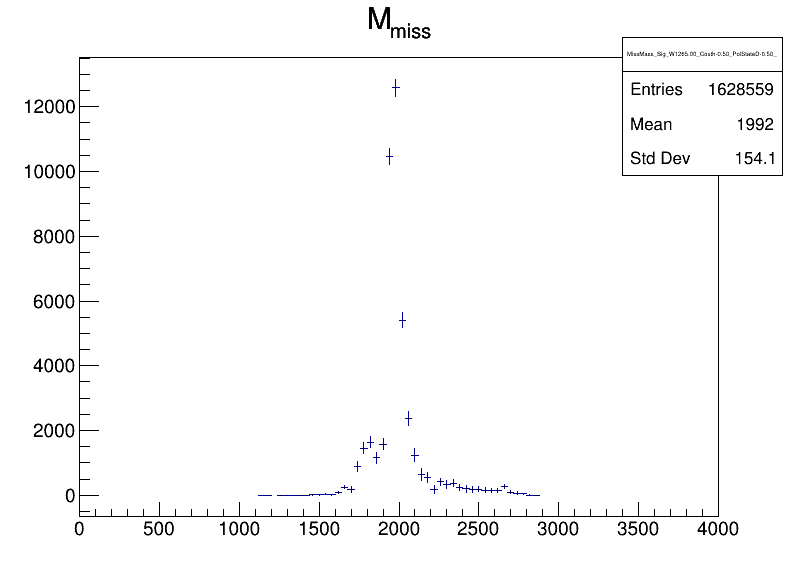 M_miss
MissMass_Sig_W1265.00_Costh-0.50_PolStateD-0.50_
Entries 1628559
Mean 1992
Std Dev 154.1
12000
10000
8000
6000
4000
2000
0
0 500 1000 1500 2000 2500 3000 3500 4000